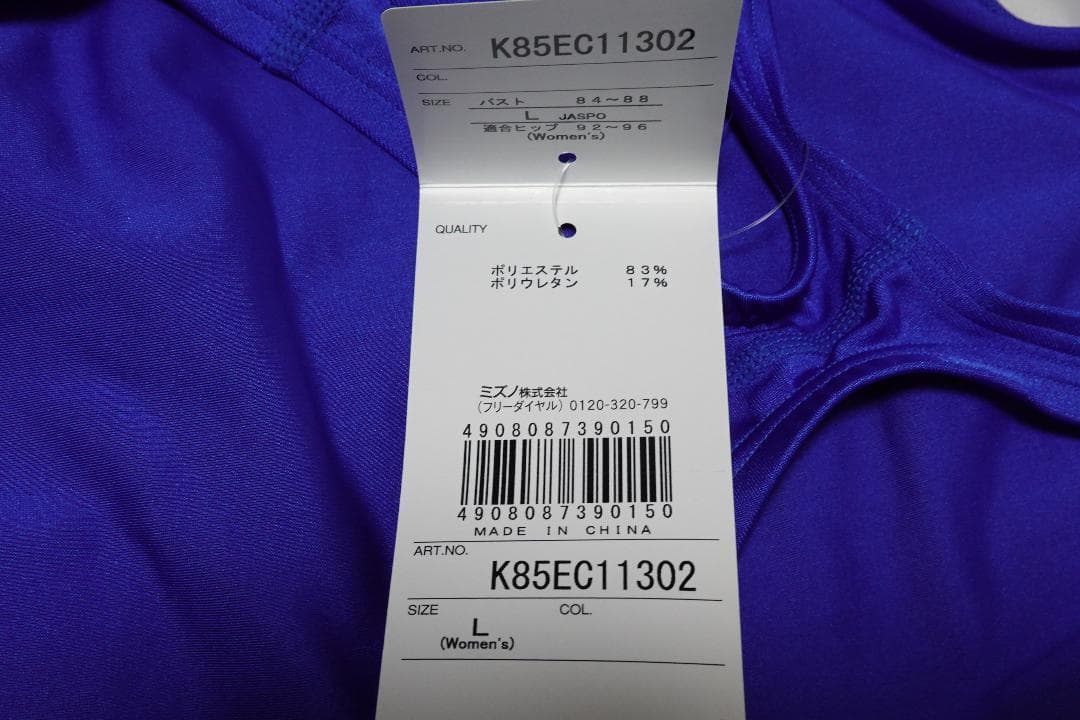 ART.NO. K85EC11302
COL.
SIZE バスト 84～88
L JASPO
適合ヒップ 92～96
(Women's)
QUALITY
ポリエステル 83%
ポリウレタン 17%
ミズノ株式会社
(フリーダイヤル) 0120-320-799
4908087390150
4908087390150
MADE IN CHINA
ART.NO.
K85EC11302
SIZE COL.
L
(Women's)